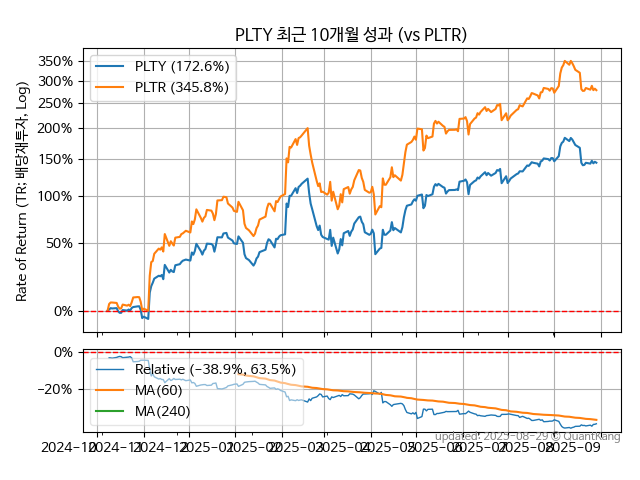 PLTY 최근 10개월 성과 (vs PLTR)
Rate of Return (TR: 배당재투자, Log)
350%
300%
250%
200%
150%
100%
50%
0%
PLTY (172.6%)
PLTR (345.8%)
0%
−20%
Relative (−38.9%, 63.5%)
MA(60)
MA(240)
2024−10
2024−11
2025−01
2025−02
2025−03
2025−04
2025−05
2025−06
2025−07
2025−08
2025−09
updated: 2025−08−29 © QuantKang